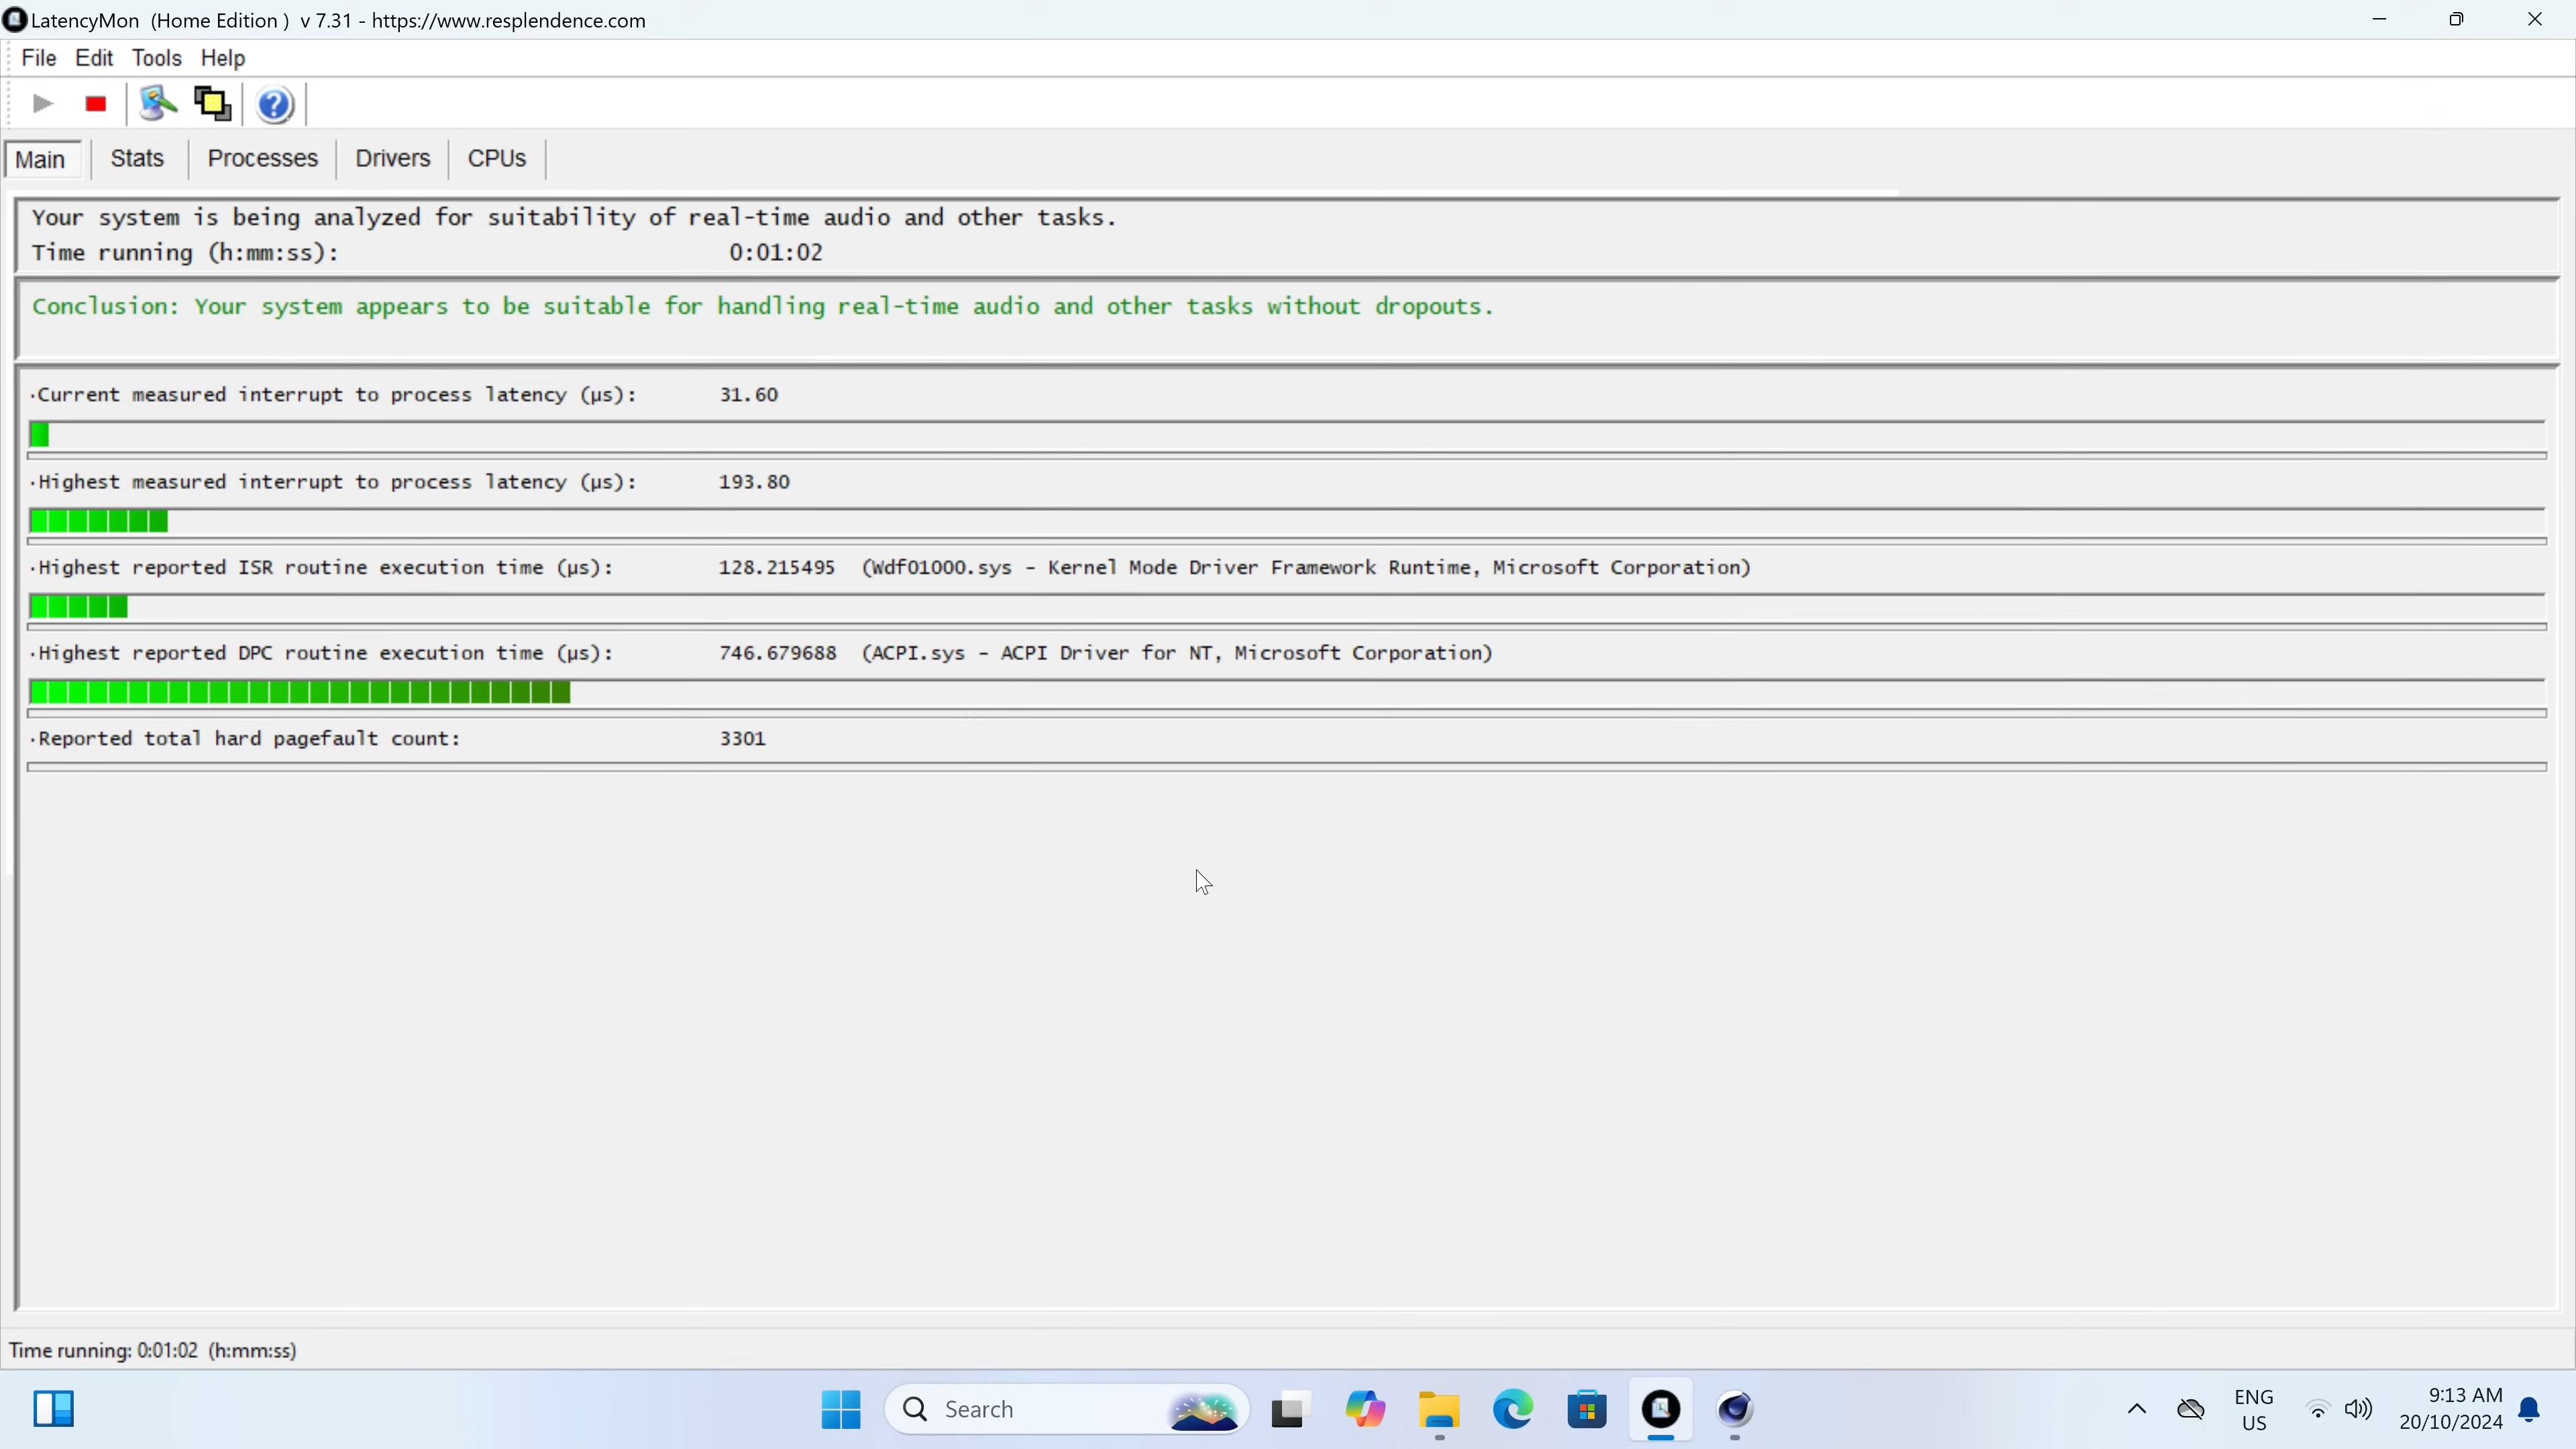 LatencyMon (Home Edition ) v 7.31 - https://www.resplendence.com
File Edit Tools Help
Main Stats Processes Drivers CPUs
Your system is being analyzed for suitability of real-time audio and other tasks.
Time running (h:mm:ss): 0:01:02
Conclusion: Your system appears to be suitable for handling real-time audio and other tasks without dropouts.
·Current measured interrupt to process latency (µs): 31.60
·Highest measured interrupt to process latency (µs): 193.80
·Highest reported ISR routine execution time (µs): 128.215495 (Wdf01000.sys - Kernel Mode Driver Framework Runtime, Microsoft Corporation)
·Highest reported DPC routine execution time (µs): 746.679688 (ACPI.sys - ACPI Driver for NT, Microsoft Corporation)
·Reported total hard pagefault count: 3301
Time running: 0:01:02 (h:mm:ss)
Search
ENG
US
9:13 AM
20/10/2024